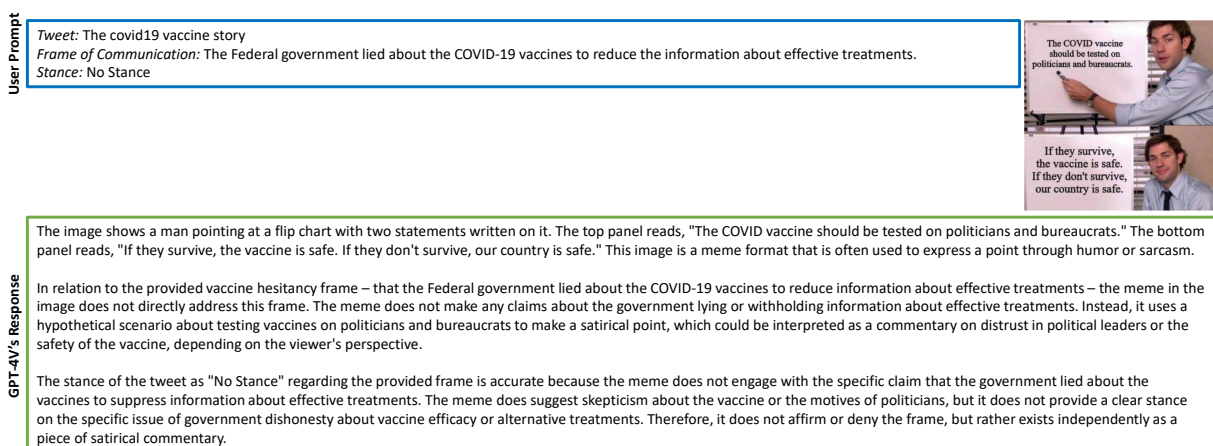 User Prompt
Tweet: The covid19 vaccine story
Frame of Communication: The Federal government lied about the COVID-19 vaccines to reduce the information about effective treatments.
Stance: No Stance
The COVID vaccine
should be tested on
politicians and bureaucrats.
If they survive,
the vaccine is safe.
If they don't survive,
our country is safe.
GPT-4V's Response
The image shows a man pointing at a flip chart with two statements written on it. The top panel reads, "The COVID vaccine should be tested on politicians and bureaucrats." The bottom
panel reads, "If they survive, the vaccine is safe. If they don't survive, our country is safe." This image is a meme format that is often used to express a point through humor or sarcasm.
In relation to the provided vaccine hesitancy frame – that the Federal government lied about the COVID-19 vaccines to reduce information about effective treatments – the meme in the
image does not directly address this frame. The meme does not make any claims about the government lying or withholding information about effective treatments. Instead, it uses a
hypothetical scenario about testing vaccines on politicians and bureaucrats to make a satirical point, which could be interpreted as a commentary on distrust in political leaders or the
safety of the vaccine, depending on the viewer's perspective.
The stance of the tweet as "No Stance" regarding the provided frame is accurate because the meme does not engage with the specific claim that the government lied about the
vaccines to suppress information about effective treatments. The meme does suggest skepticism about the vaccine or the motives of politicians, but it does not provide a clear stance
on the specific issue of government dishonesty about vaccine efficacy or alternative treatments. Therefore, it does not affirm or deny the frame, but rather exists independently as a
piece of satirical commentary.